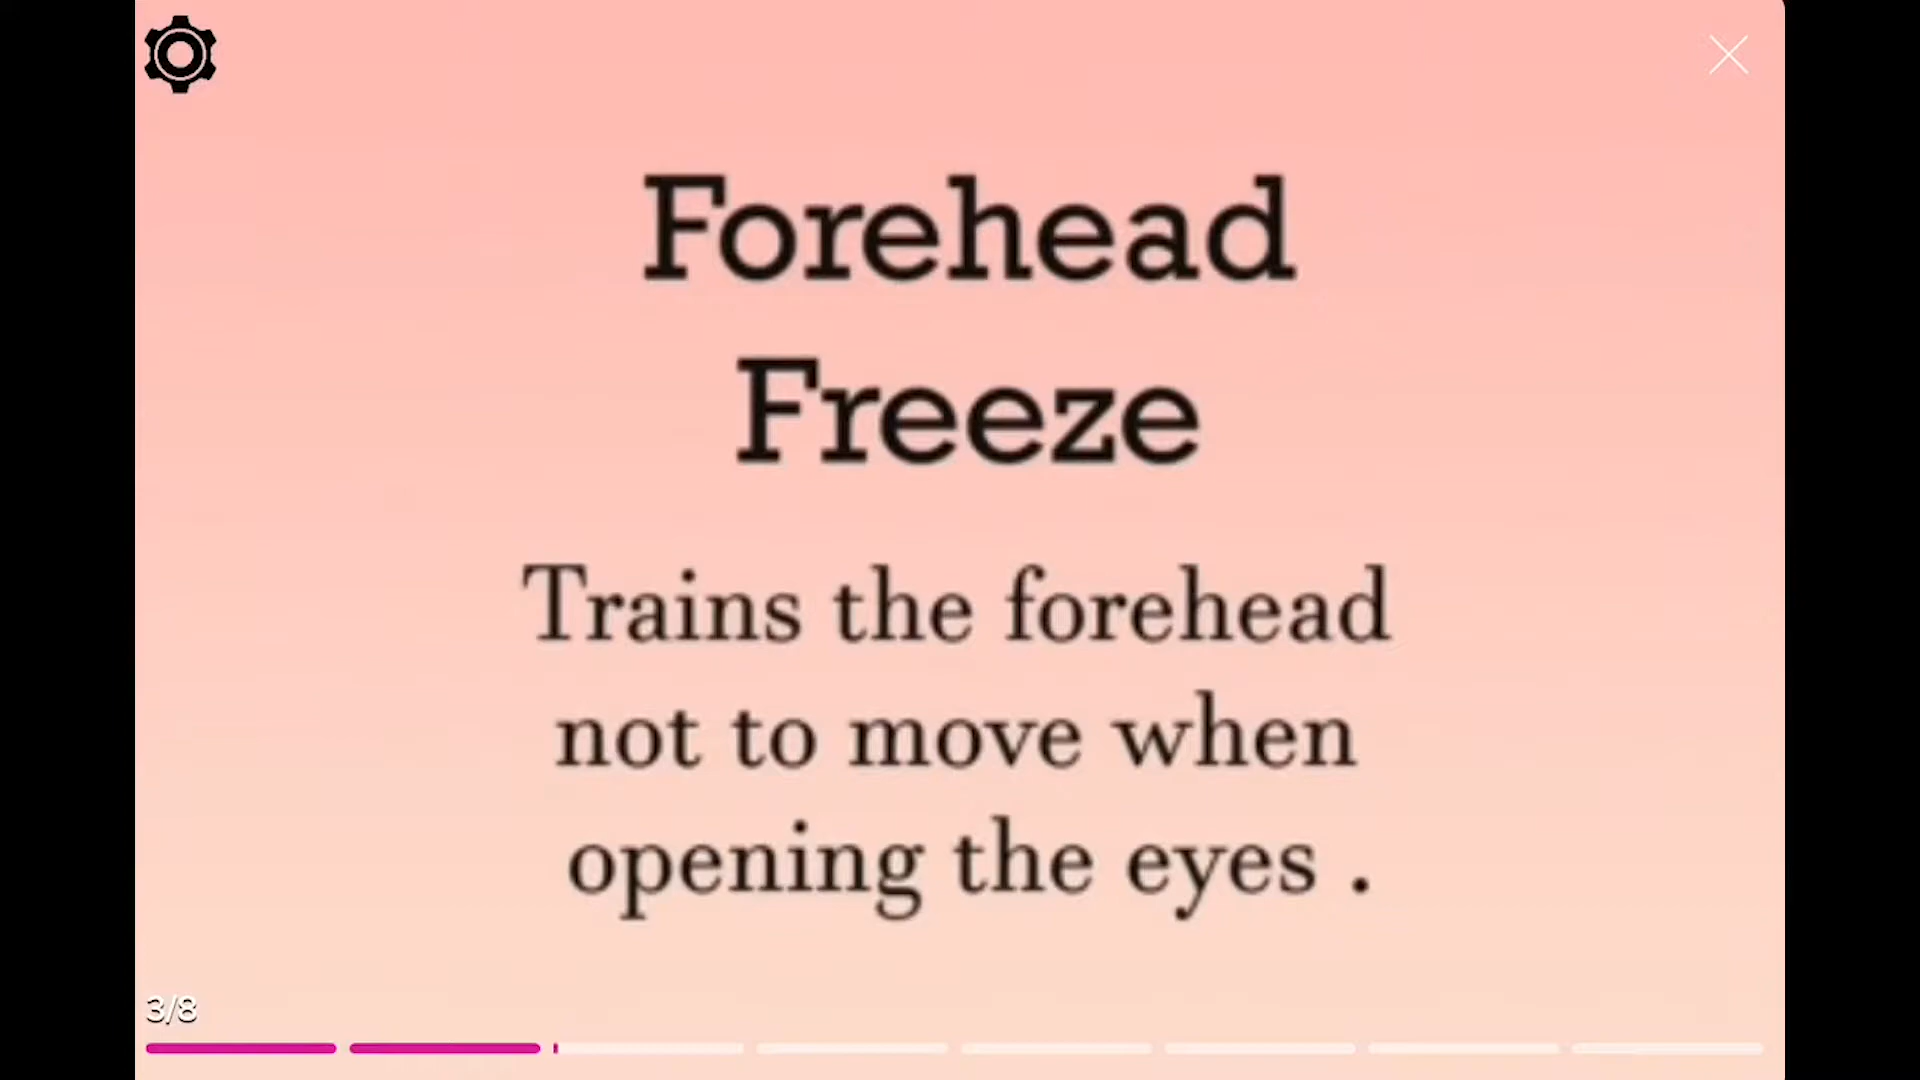 Forehead
Freeze
Trains the forehead
not to move when
opening the eyes .
3/8